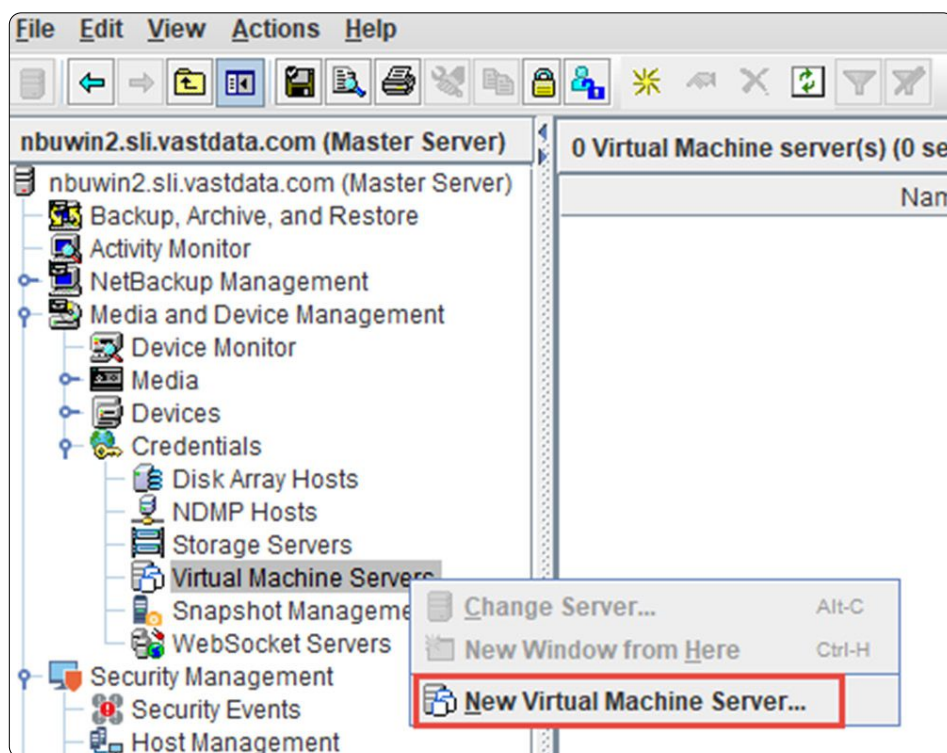 File Edit View Actions Help
nbuwin2.sli.vastdata.com (Master Server)
0 Virtual Machine server(s) (0 se
nbuwin2.sli.vastdata.com (Master Server)
Nam
Backup, Archive, and Restore
Activity Monitor
NetBackup Management
Media and Device Management
Device Monitor
Media
Devices
Credentials
Disk Array Hosts
NDMP Hosts
Storage Servers
Virtual Machine Servers
Snapshot Manageme
WebSocket Servers
Security Management
Security Events
Host Management
Change Server... Alt-C
New Window from Here Ctrl-H
New Virtual Machine Server...